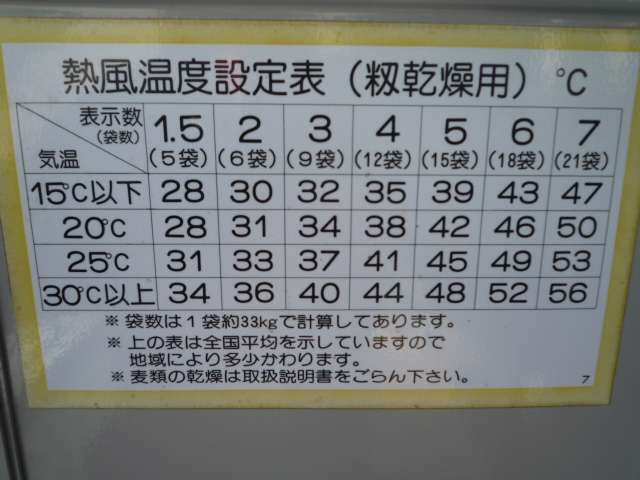 熱風温度設定表(籾乾燥用) ℃
表示数 1.5 2 3 4 5 6 7
(袋数) (5袋) (6袋) (9袋) (12袋) (15袋) (18袋) (21袋)
気温
15℃以下 28 30 32 35 39 43 47
20℃ 28 31 34 38 42 46 50
25℃ 31 33 37 41 45 49 53
30℃以上 34 36 40 44 48 52 56
※ 袋数は1袋約33kgで計算してあります。
※ 上の表は全国平均を示していますので
地域により多少かわります。
※ 麦類の乾燥は取扱説明書をごらん下さい。
7